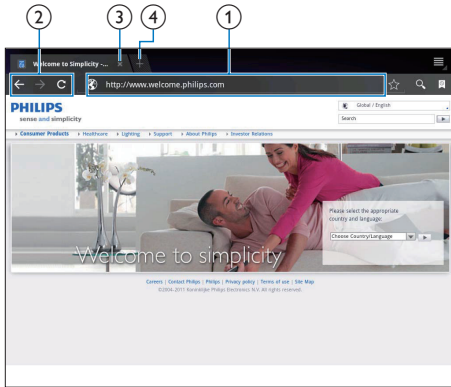 2 3 4 1
Welcome to Simplicity -...
http://www.welcome.philips.com
PHILIPS
sense and simplicity
Global / English
Search
Consumer Products Healthcare Lighting Support About Philips Investor Relations
Please select the appropriate
country and language:
Choose Country/Language
Welcome to simplicity
Careers | Contact Philips | Philips | Privacy policy | Terms of use | Site Map
©2004-2011 Koninklijke Philips Electronics N.V. All rights reserved.